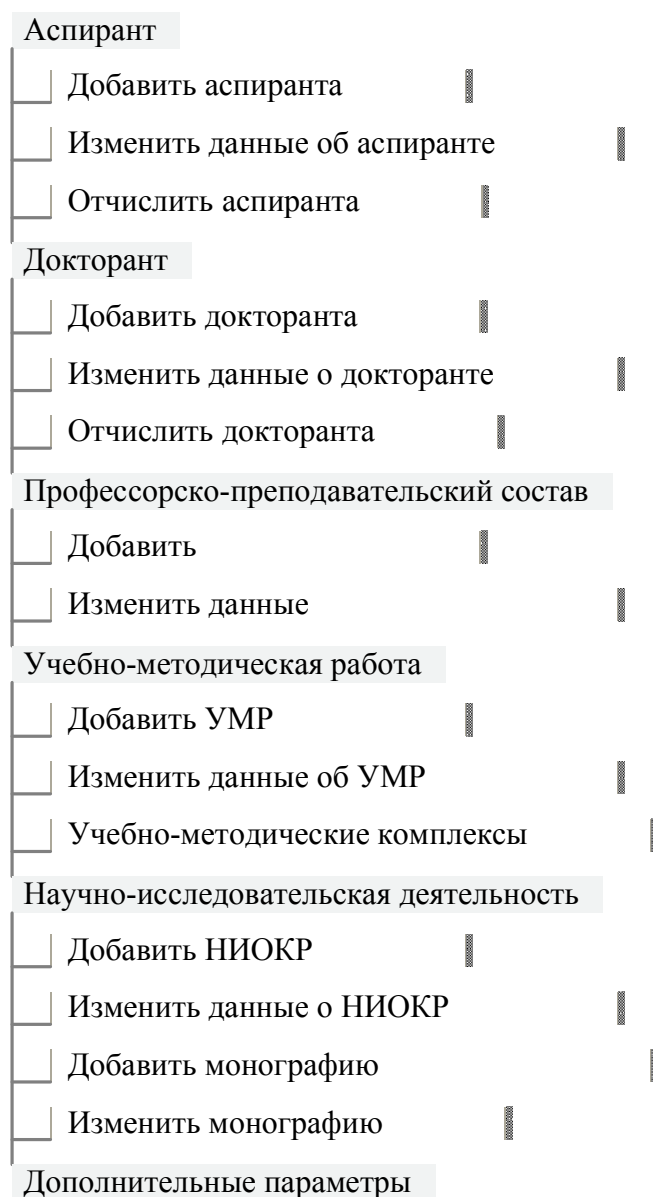 Аспирант
Добавить аспиранта
Изменить данные об аспиранте
Отчислить аспиранта
Докторант
Добавить докторанта
Изменить данные о докторанте
Отчислить докторанта
Профессорско-преподавательский состав
Добавить
Изменить данные
Учебно-методическая работа
Добавить УМР
Изменить данные об УМР
Учебно-методические комплексы
Научно-исследовательская деятельность
Добавить НИОКР
Изменить данные о НИОКР
Добавить монографию
Изменить монографию
Дополнительные параметры